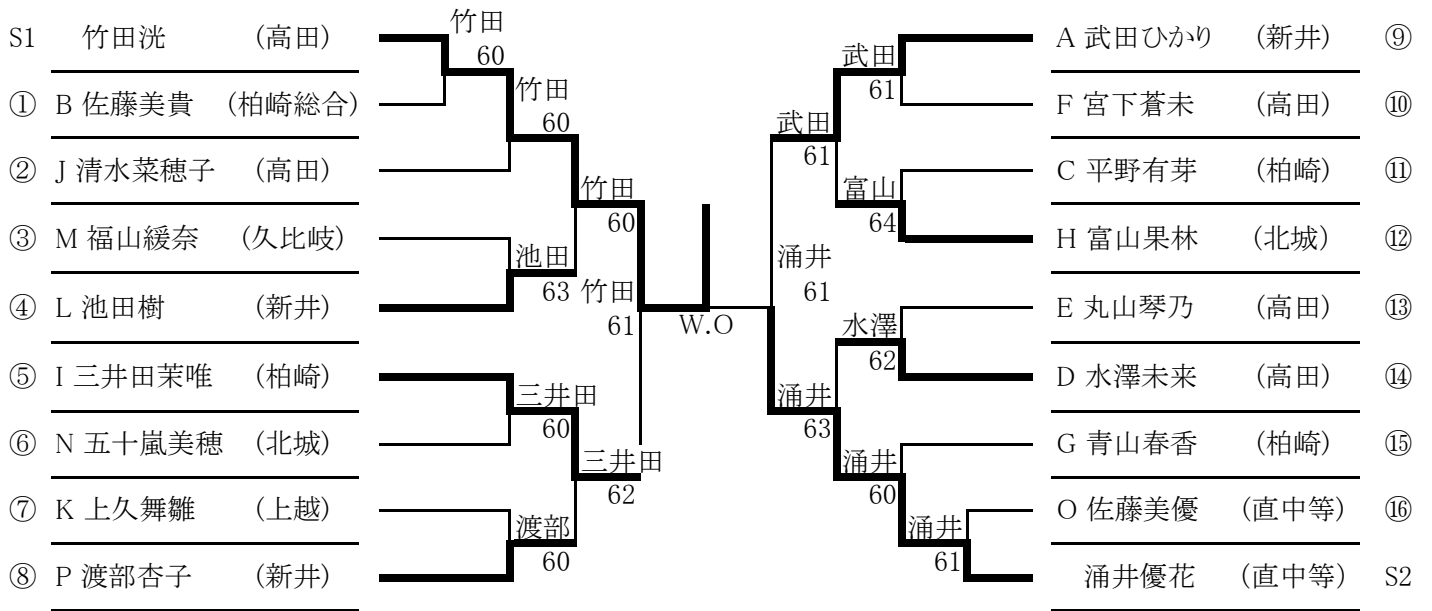 S1 竹田洸 (高田)
① B 佐藤美貴 (柏崎総合)
② J 清水菜穂子 (高田)
③ M 福山緩奈 (久比岐)
④ L 池田樹 (新井)
⑤ I 三井田茉唯 (柏崎)
⑥ N 五十嵐美穂 (北城)
⑦ K 上久舞雛 (上越)
⑧ P 渡部杏子 (新井)
竹田
60
竹田
60
池田
63
三井田
60
渡部
60
竹田
60
三井田
62
竹田
61
W.O
涌井
61
武田
61
涌井
63
武田
61
富山
64
水澤
62
涌井
60
涌井
61
A 武田ひかり (新井) ⑨
F 宮下蒼未 (高田) ⑩
C 平野有芽 (柏崎) ⑪
H 富山果林 (北城) ⑫
E 丸山琴乃 (高田) ⑬
D 水澤未来 (高田) ⑭
G 青山春香 (柏崎) ⑮
O 佐藤美優 (直中等) ⑯
涌井優花 (直中等) S2